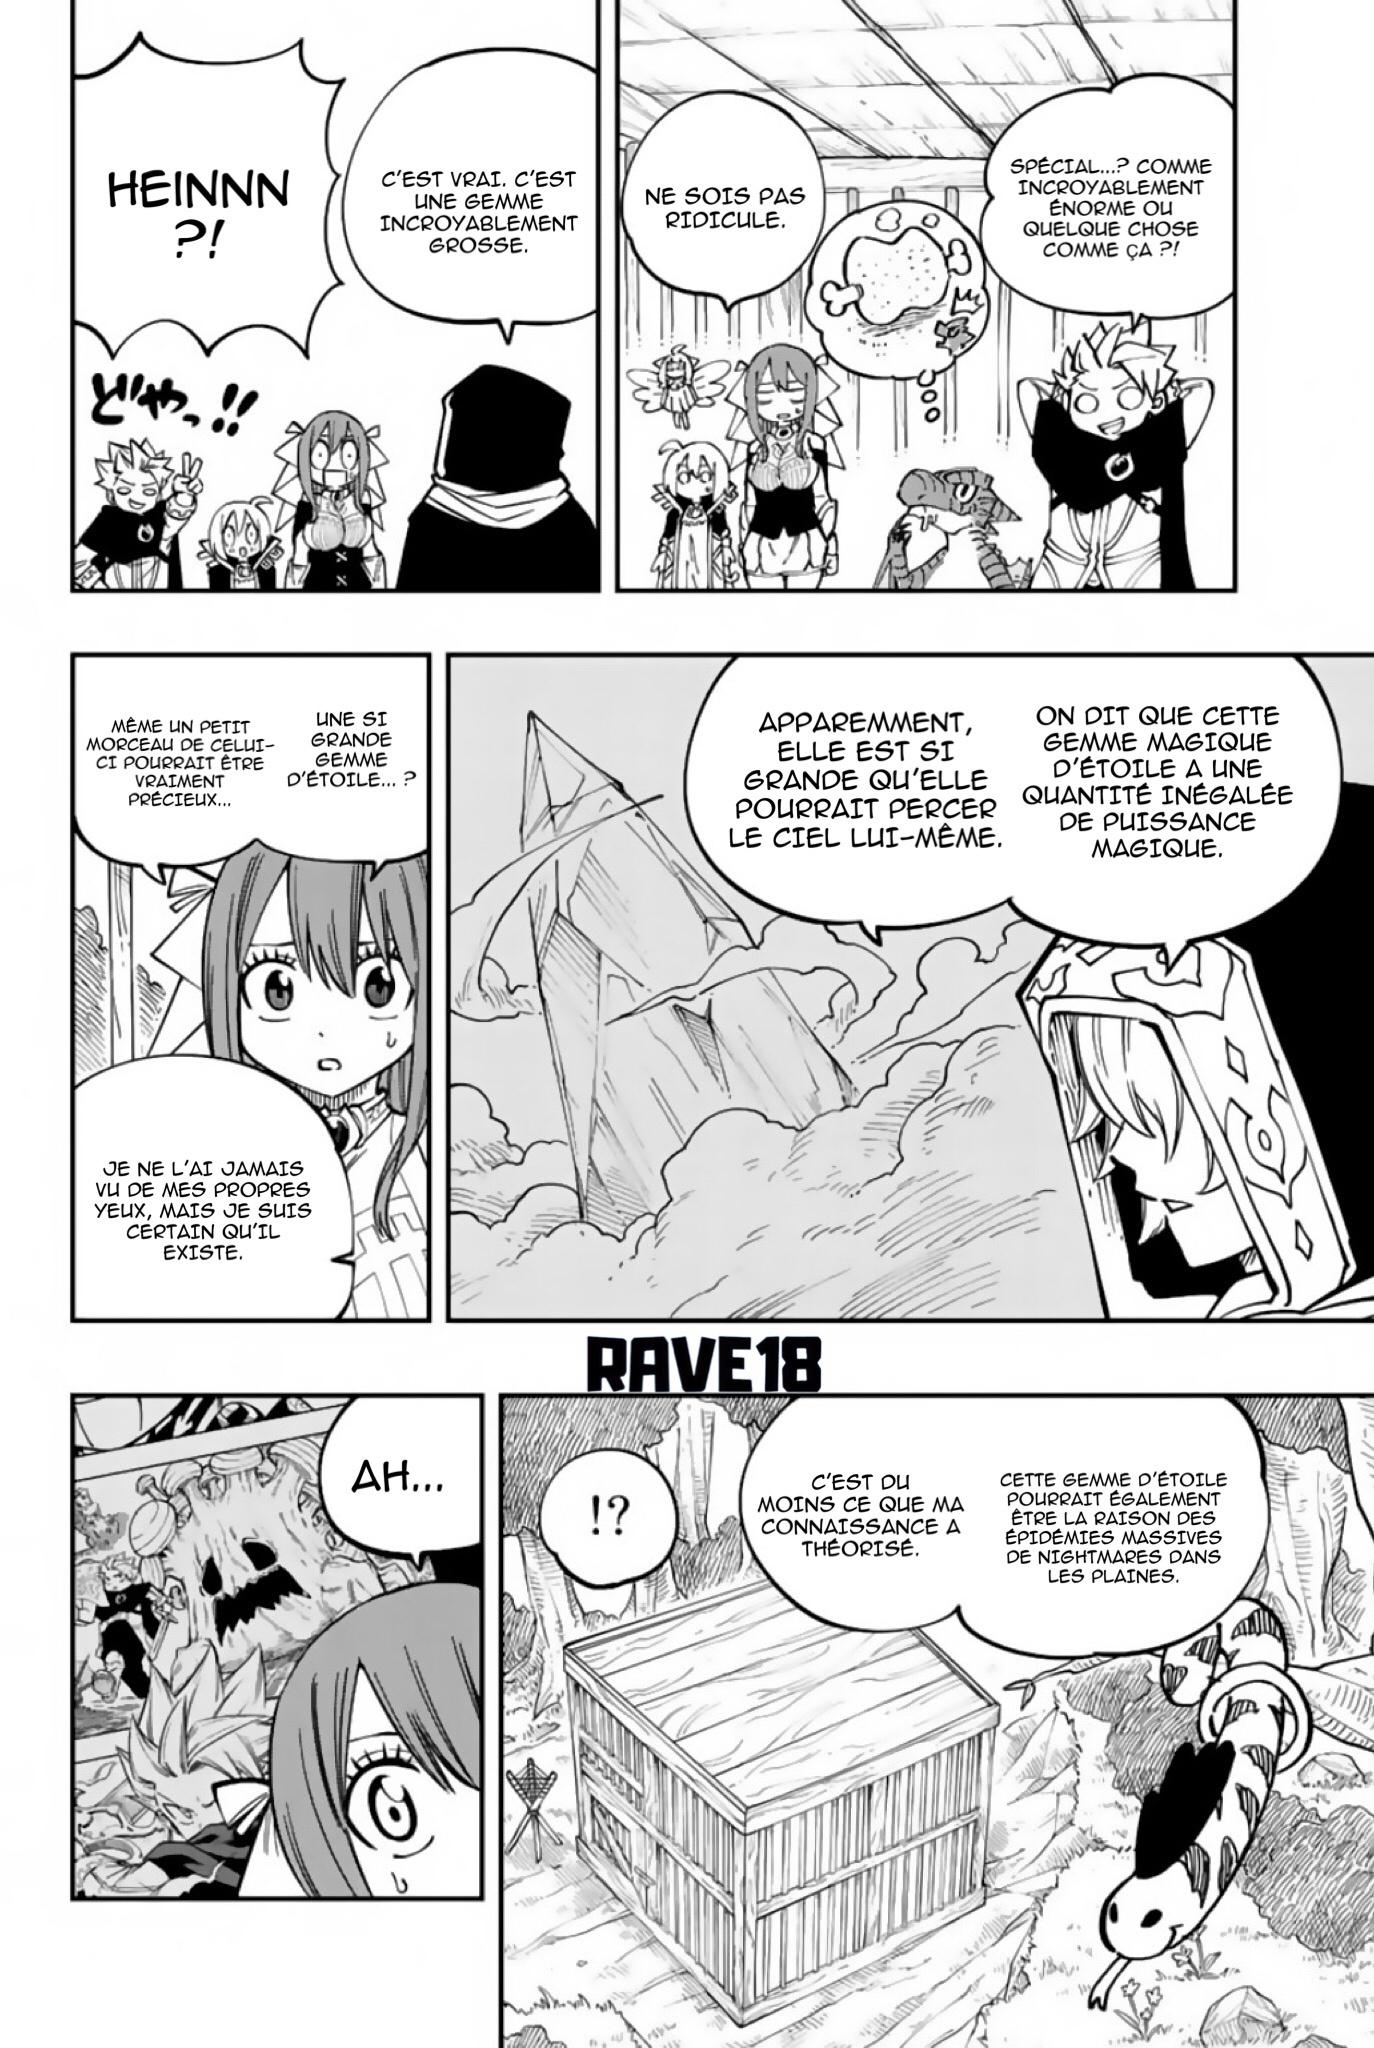 SPÉCIAL...? COMME
INCROYABLEMENT
ÉNORME OU
QUELQUE CHOSE
COMME ÇA ?!
NE SOIS PAS
RIDICULE.
C'EST VRAI. C'EST
UNE GEMME
INCROYABLEMENT
GROSSE.
HEINNN
?!
どやっ!!
ON DIT QUE CETTE
GEMME MAGIQUE
D'ÉTOILE A UNE
QUANTITÉ INÉGALÉE
DE PUISSANCE
MAGIQUE.
APPAREMMENT,
ELLE EST SI
GRANDE QU'ELLE
POURRAIT PERCER
LE CIEL LUI-MÊME.
UNE SI
GRANDE
GEMME
D'ÉTOILE... ?
MÊME UN PETIT
MORCEAU DE CELUI-
CI POURRAIT ÊTRE
VRAIMENT
PRÉCIEUX...
JE NE L'AI JAMAIS
VU DE MES PROPRES
YEUX, MAIS JE SUIS
CERTAIN QU'IL
EXISTE.
RAVE18
CETTE GEMME D'ÉTOILE
POURRAIT ÉGALEMENT
ÊTRE LA RAISON DES
ÉPIDÉMIES MASSIVES
DE NIGHTMARES DANS
LES PLAINES.
C'EST DU
MOINS CE QUE MA
CONNAISSANCE A
THÉORISÉ.
!?
AH...